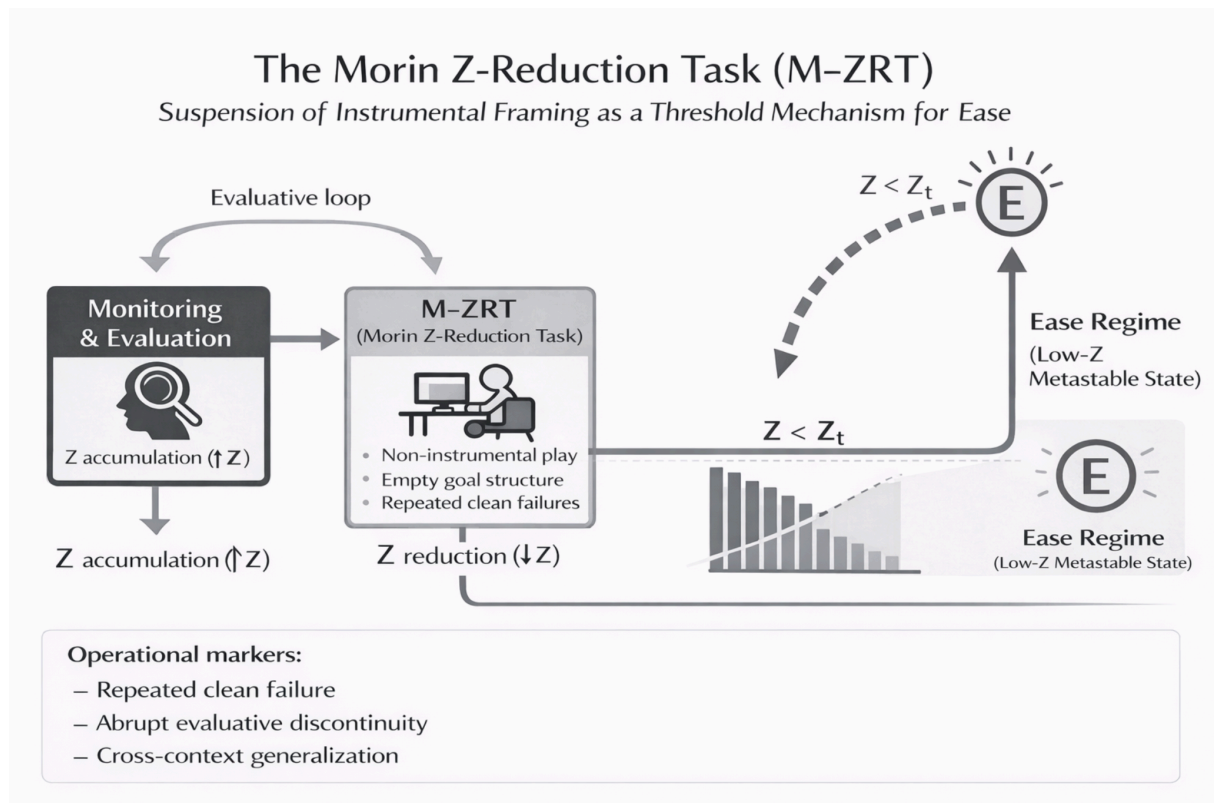 The Morin Z-Reduction Task (M–ZRT)
Suspension of Instrumental Framing as a Threshold Mechanism for Ease
Evaluative loop
Monitoring
& Evaluation
Z accumulation (↑ Z)
Z accumulation (↑ Z)
M–ZRT
(Morin Z-Reduction Task)
• Non-instrumental play
• Empty goal structure
• Repeated clean failures
Z reduction (↓ Z)
Z < Zt
E
Ease Regime
(Low-Z
Metastable State)
Z < Zt
E
Ease Regime
(Low-Z Metastable State)
Operational markers:
– Repeated clean failure
– Abrupt evaluative discontinuity
– Cross-context generalization